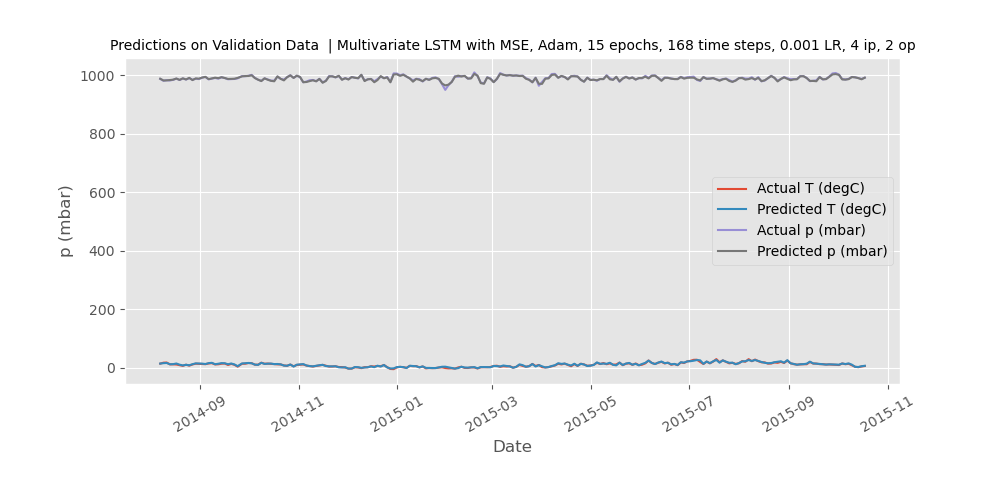 Predictions on Validation Data  | Multivariate LSTM with MSE, Adam, 15 epochs, 168 time steps, 0.001 LR, 4 ip, 2 op
1000
800
600
400
200
0
p (mbar)
Actual T (degC)
Predicted T (degC)
Actual p (mbar)
Predicted p (mbar)
2014-09
2014-11
2015-01
2015-03
2015-05
2015-07
2015-09
2015-11
Date